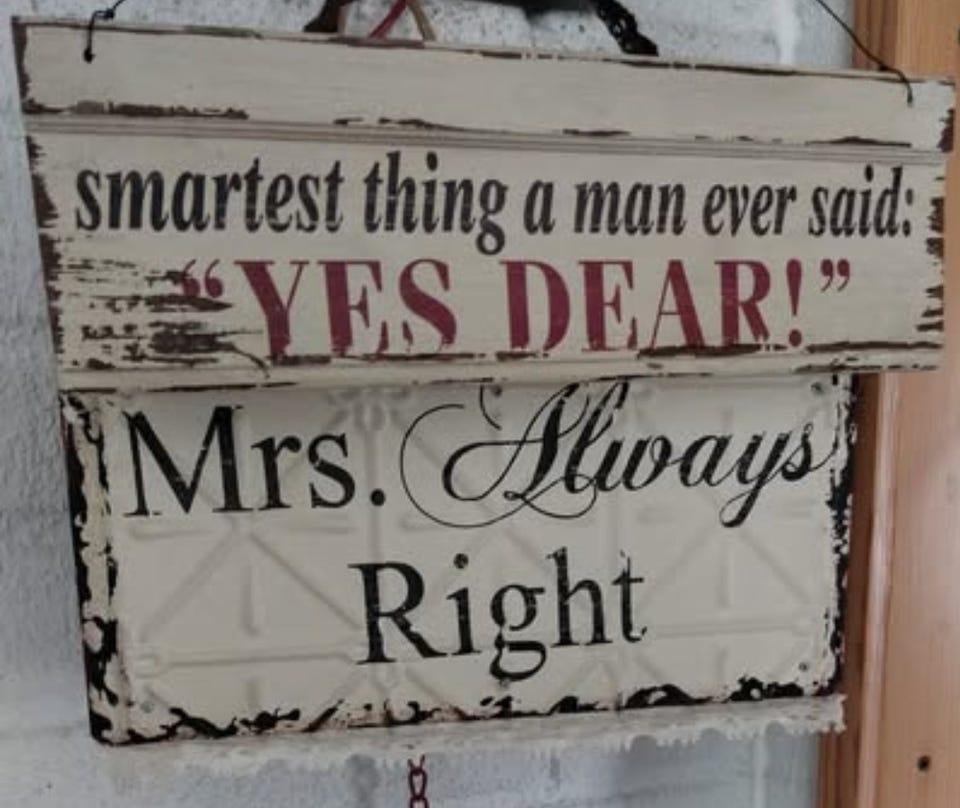 smartest thing a man ever said:
“YES DEAR!”
Mrs. Always
Right